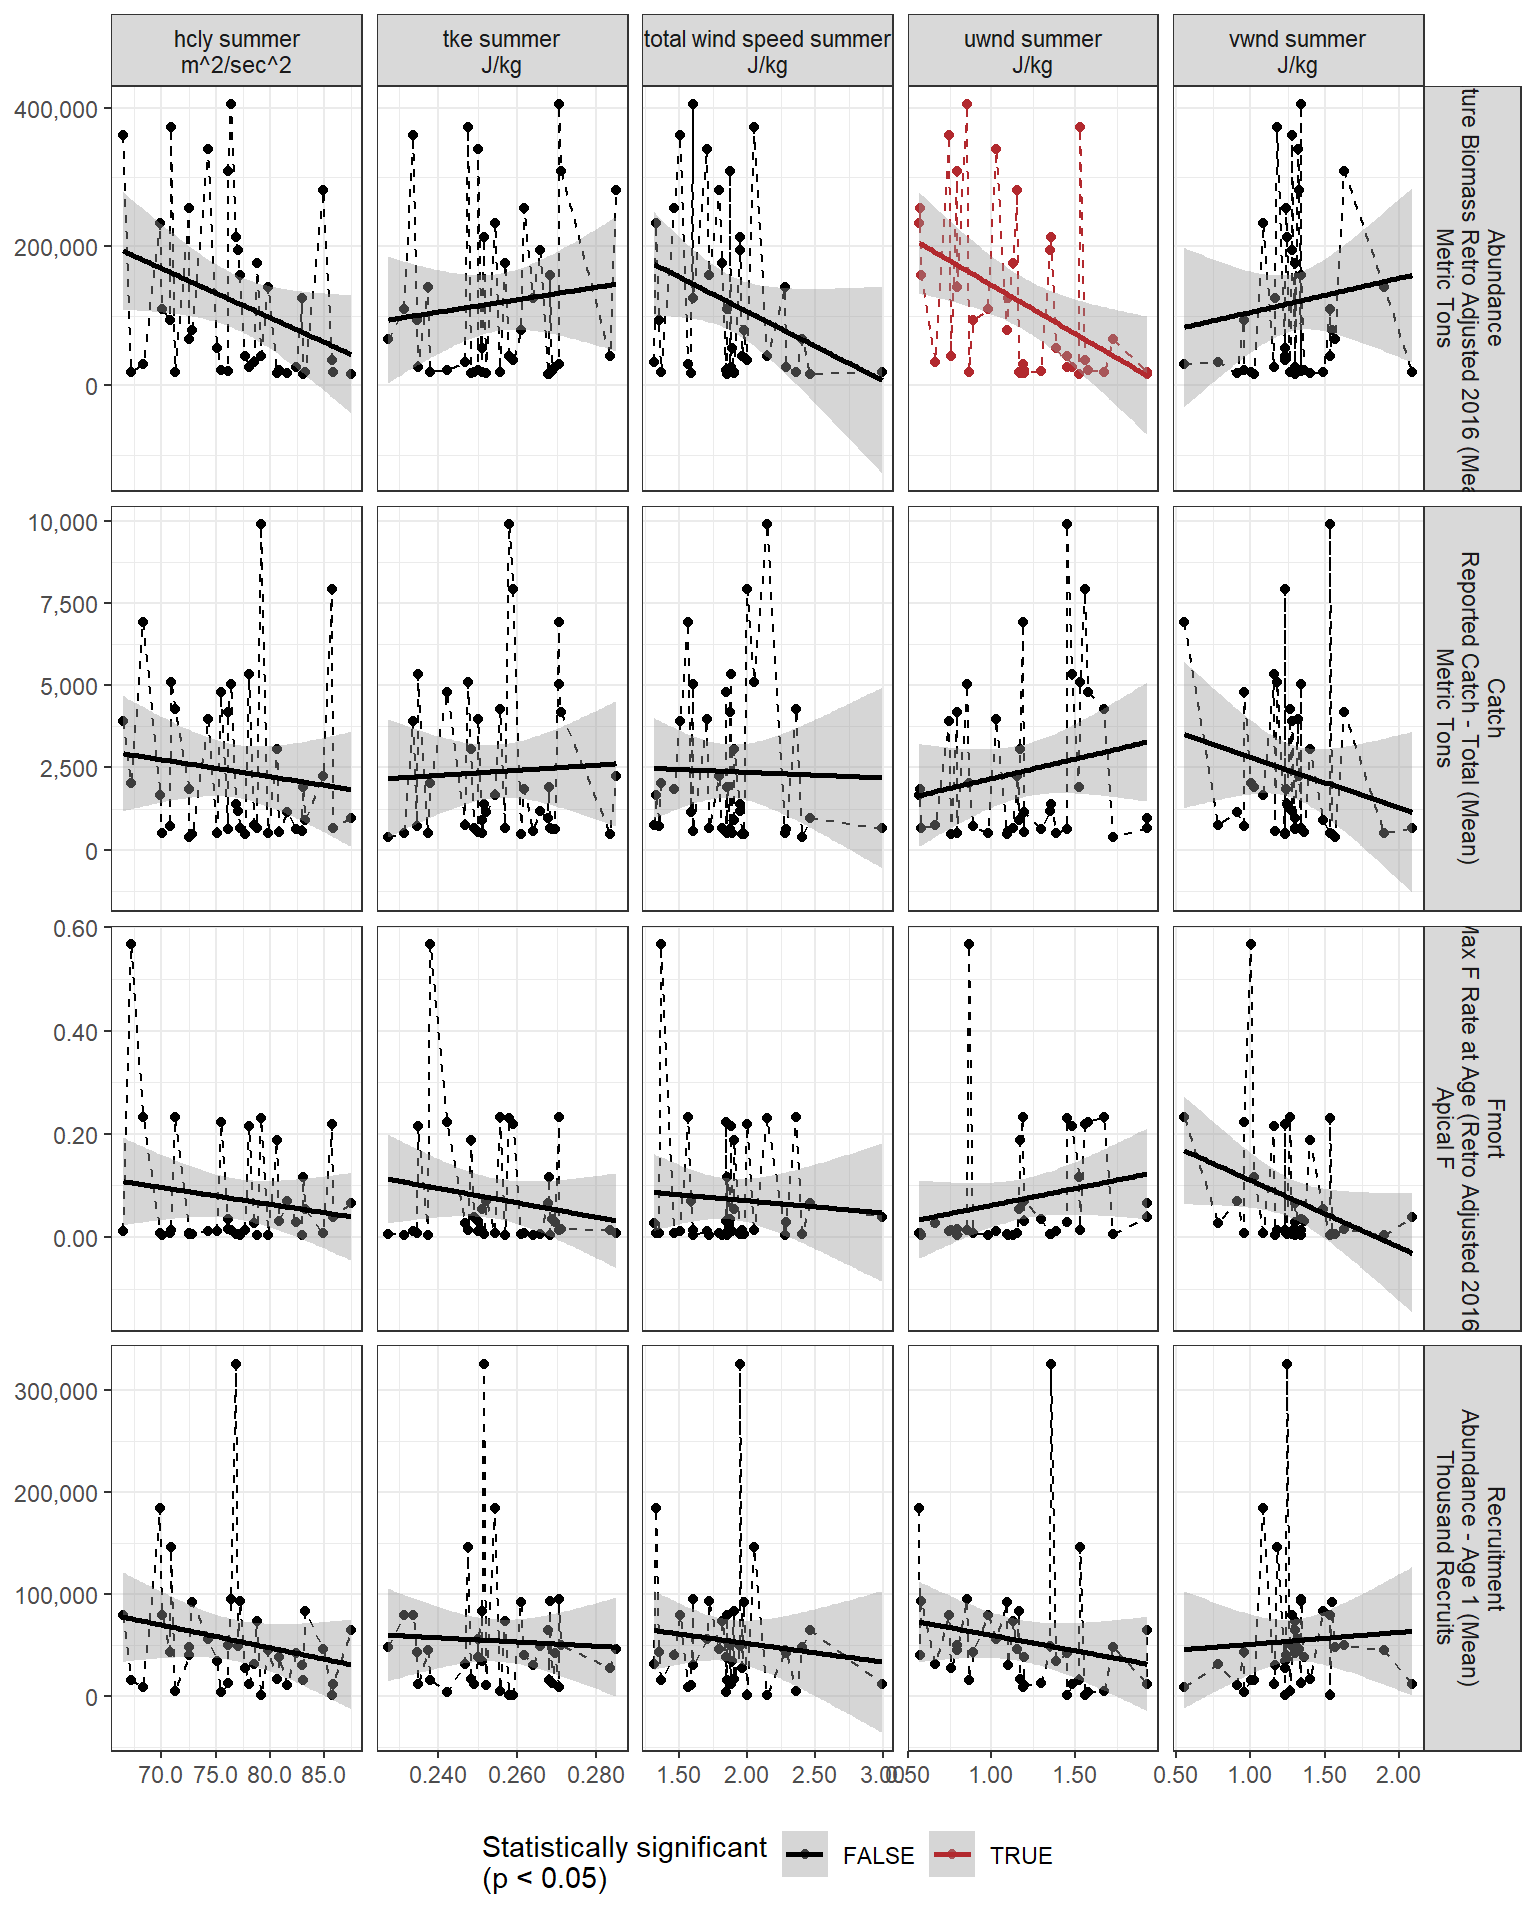 hcly summer
m^2/sec^2
tke summer
J/kg
total wind speed summer
J/kg
uwnd summer
J/kg
vwnd summer
J/kg
400,000
200,000
0
Abundance
ture Biomass Retro Adjusted 2016 (Mea
Metric Tons
10,000
7,500
5,000
2,500
0
Catch
Reported Catch - Total (Mean)
Metric Tons
0.60
0.40
0.20
0.00
Fmort
Max F Rate at Age (Retro Adjusted 2016
Apical F
300,000
200,000
100,000
0
Recruitment
Abundance - Age 1 (Mean)
Thousand Recruits
70.0 75.0 80.0 85.0
0.240 0.260 0.280
1.50 2.00 2.50 3.00
0.50 1.00 1.50
0.50 1.00 1.50 2.00
Statistically significant
(p < 0.05)
FALSE
TRUE